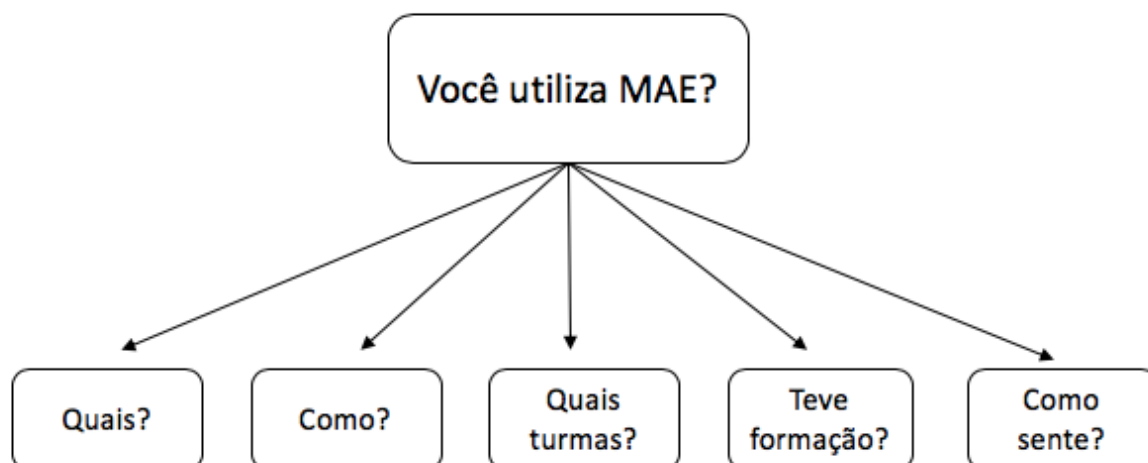 Você utiliza MAE?
Quais?
Como?
Quais
turmas?
Teve
formação?
Como
sente?